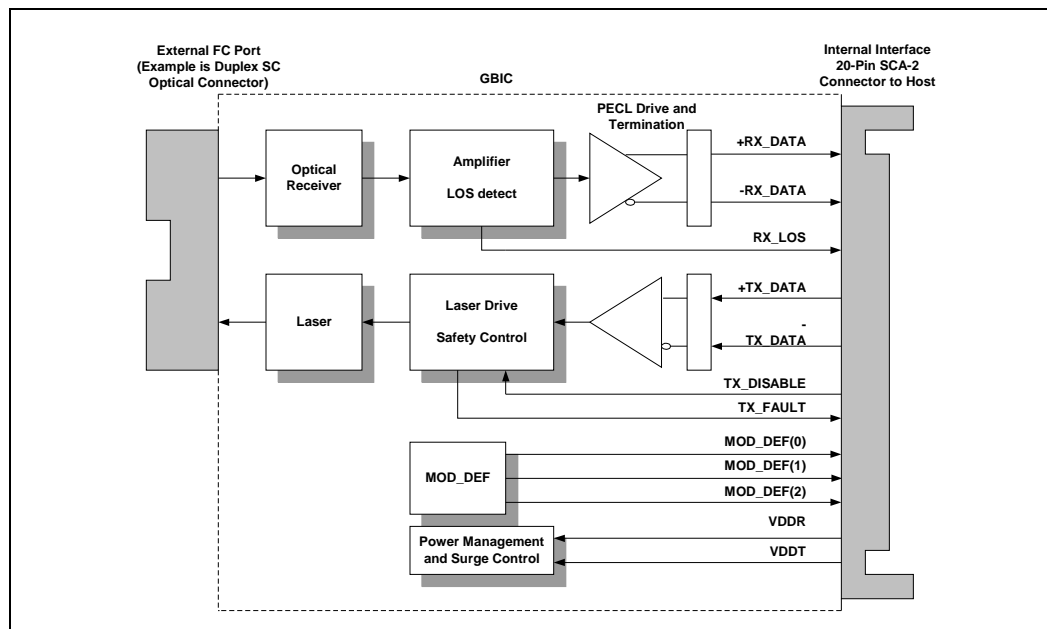 External FC Port
(Example is Duplex SC
Optical Connector)
GBIC
Internal Interface
20-Pin SCA-2
Connector to Host
PECL Drive and
Termination
Optical
Receiver
Amplifier
LOS detect
+RX_DATA
-RX_DATA
RX_LOS
Laser
Laser Drive
Safety Control
+TX_DATA
-
TX_DATA
TX_DISABLE
TX_FAULT
MOD_DEF
MOD_DEF(0)
MOD_DEF(1)
MOD_DEF(2)
Power Management
and Surge Control
VDDR
VDDT